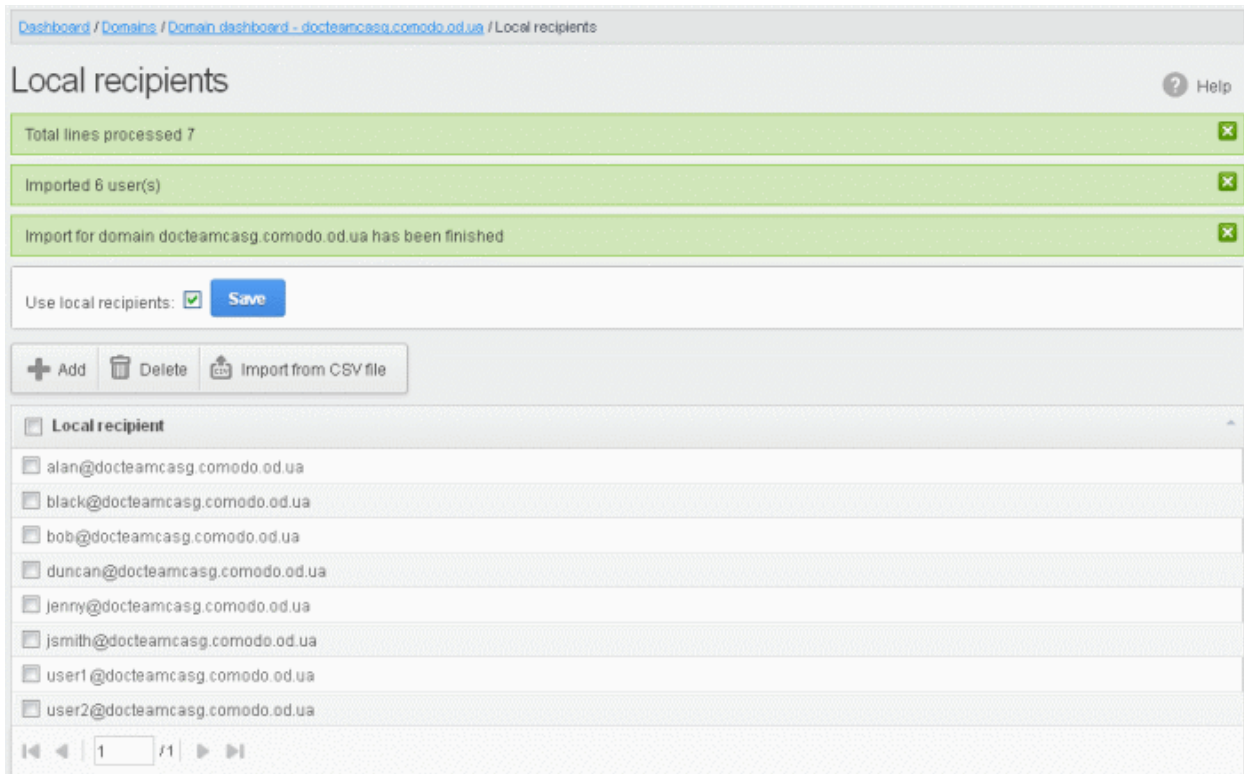 Dashboard / Domains / Domain dashboard - docteamcasg.comodo.od.ua / Local recipients
Local recipients
? Help
Total lines processed 7
Imported 6 user(s)
Import for domain docteamcasg.comodo.od.ua has been finished
Use local recipients: Save
Add Delete CSV Import from CSV file
Local recipient
alan@docteamcasg.comodo.od.ua
black@docteamcasg.comodo.od.ua
bob@docteamcasg.comodo.od.ua
duncan@docteamcasg.comodo.od.ua
jenny@docteamcasg.comodo.od.ua
jsmith@docteamcasg.comodo.od.ua
user1@docteamcasg.comodo.od.ua
user2@docteamcasg.comodo.od.ua
1 /1